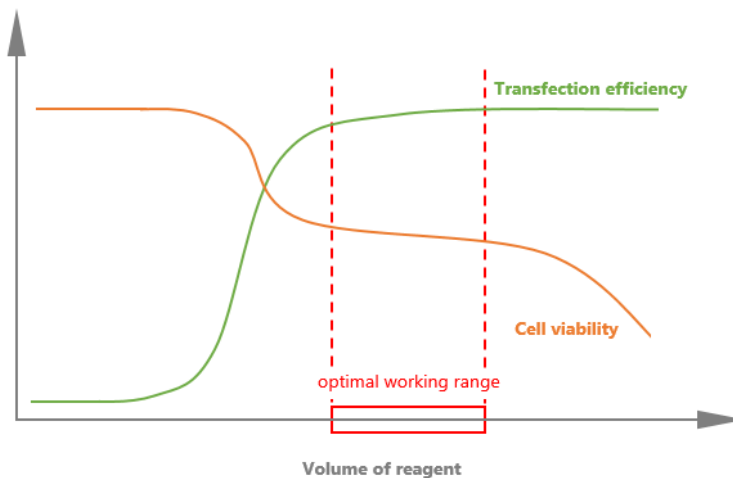 Transfection efficiency
Cell viability
optimal working range
Volume of reagent